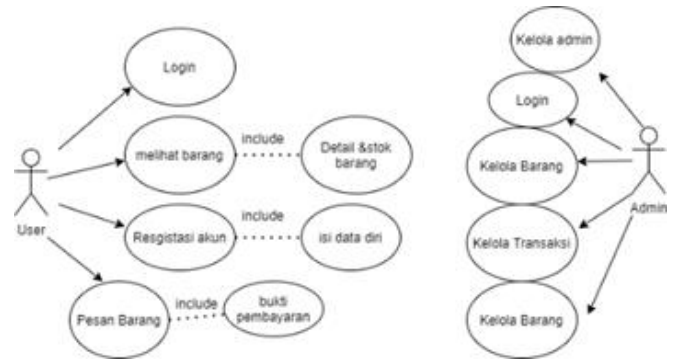 Login
melihat barang
include
Detail &stok
barang
User
Resgistasi akun
include
isi data diri
Pesan Barang
include
bukti
pembayaran
Kelola admin
Login
Kelola Barang
Admin
Kelola Transaksi
Kelola Barang